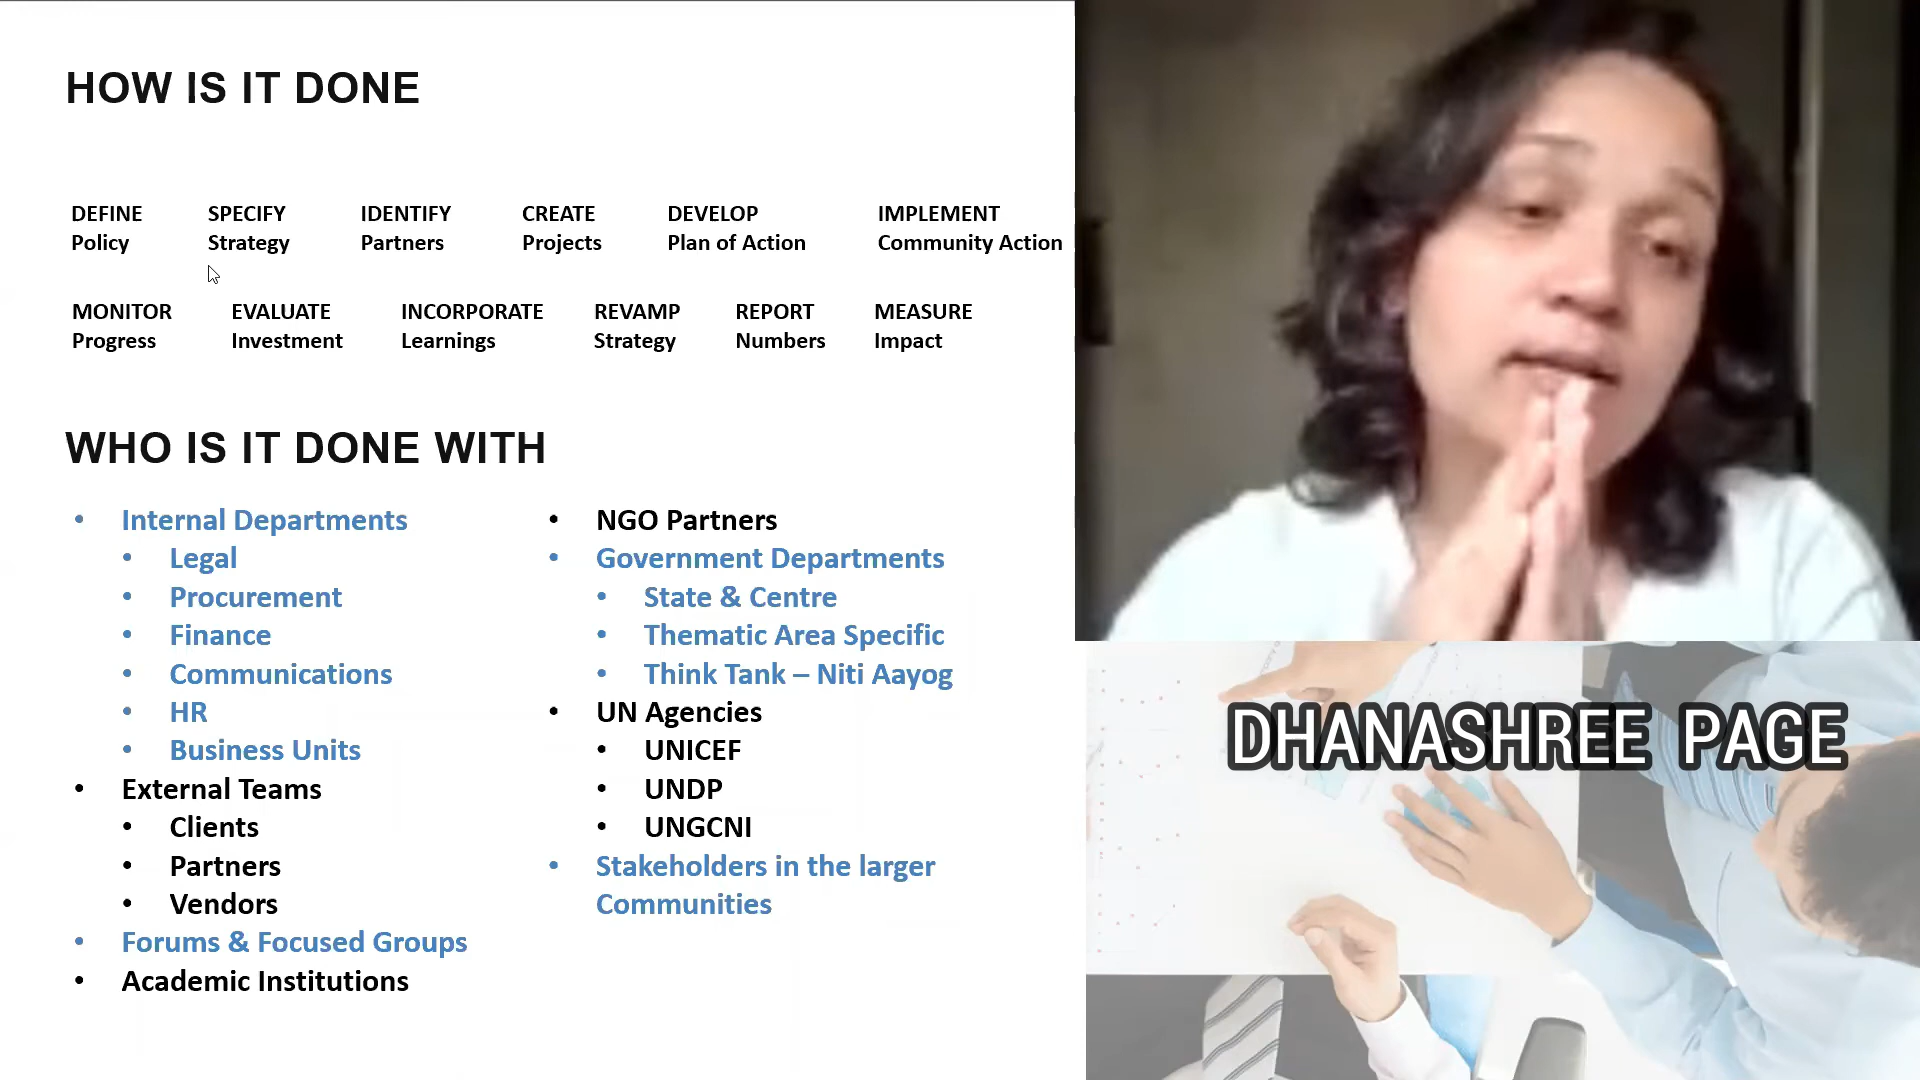 HOW IS IT DONE
DEFINE SPECIFY IDENTIFY CREATE DEVELOP IMPLEMENT
Policy Strategy Partners Projects Plan of Action Community Action
MONITOR EVALUATE INCORPORATE REVAMP REPORT MEASURE
Progress Investment Learnings Strategy Numbers Impact
WHO IS IT DONE WITH
• Internal Departments
• Legal
• Procurement
• Finance
• Communications
• HR
• Business Units
• External Teams
• Clients
• Partners
• Vendors
• Forums & Focused Groups
• Academic Institutions
• NGO Partners
• Government Departments
• State & Centre
• Thematic Area Specific
• Think Tank – Niti Aayog
• UN Agencies
• UNICEF
• UNDP
• UNGCNI
• Stakeholders in the larger
Communities
DHANASHREE PAGE